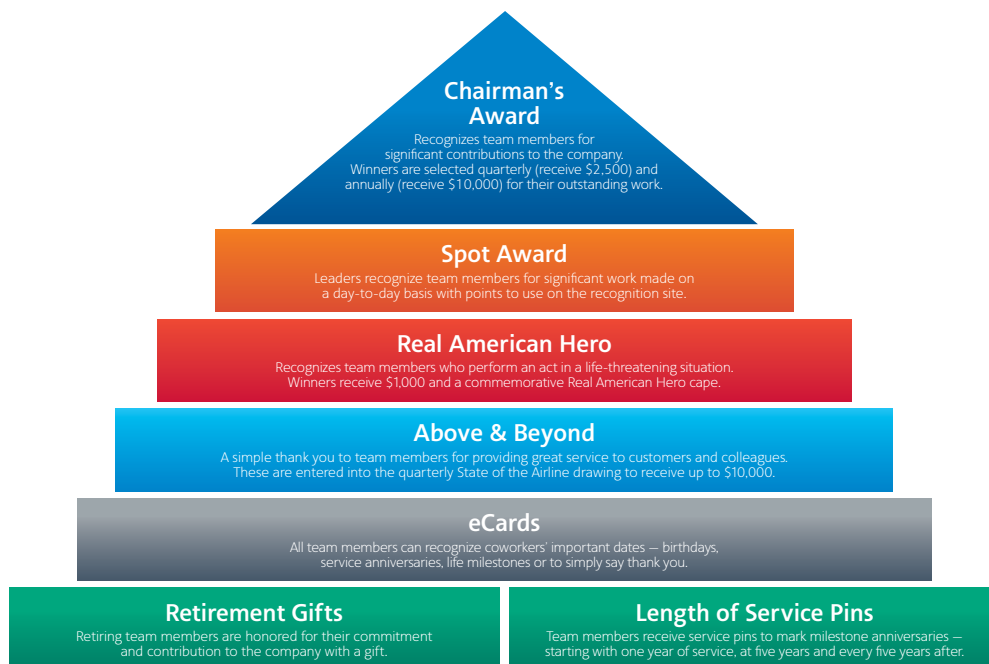 Chairman’s
Award
Recognizes team members for
significant contributions to the company.
Winners are selected quarterly (receive $2,500) and
annually (receive $10,000) for their outstanding work.
Spot Award
Leaders recognize team members for significant work made on
a day-to-day basis with points to use on the recognition site.
Real American Hero
Recognizes team members who perform an act in a life-threatening situation.
Winners receive $1,000 and a commemorative Real American Hero cape.
Above & Beyond
A simple thank you to team members for providing great service to customers and colleagues.
These are entered into the quarterly State of the Airline drawing to receive up to $10,000.
eCards
All team members can recognize coworkers’ important dates — birthdays,
service anniversaries, life milestones or to simply say thank you.
Retirement Gifts
Retiring team members are honored for their commitment
and contribution to the company with a gift.
Length of Service Pins
Team members receive service pins to mark milestone anniversaries —
starting with one year of service, at five years and every five years after.